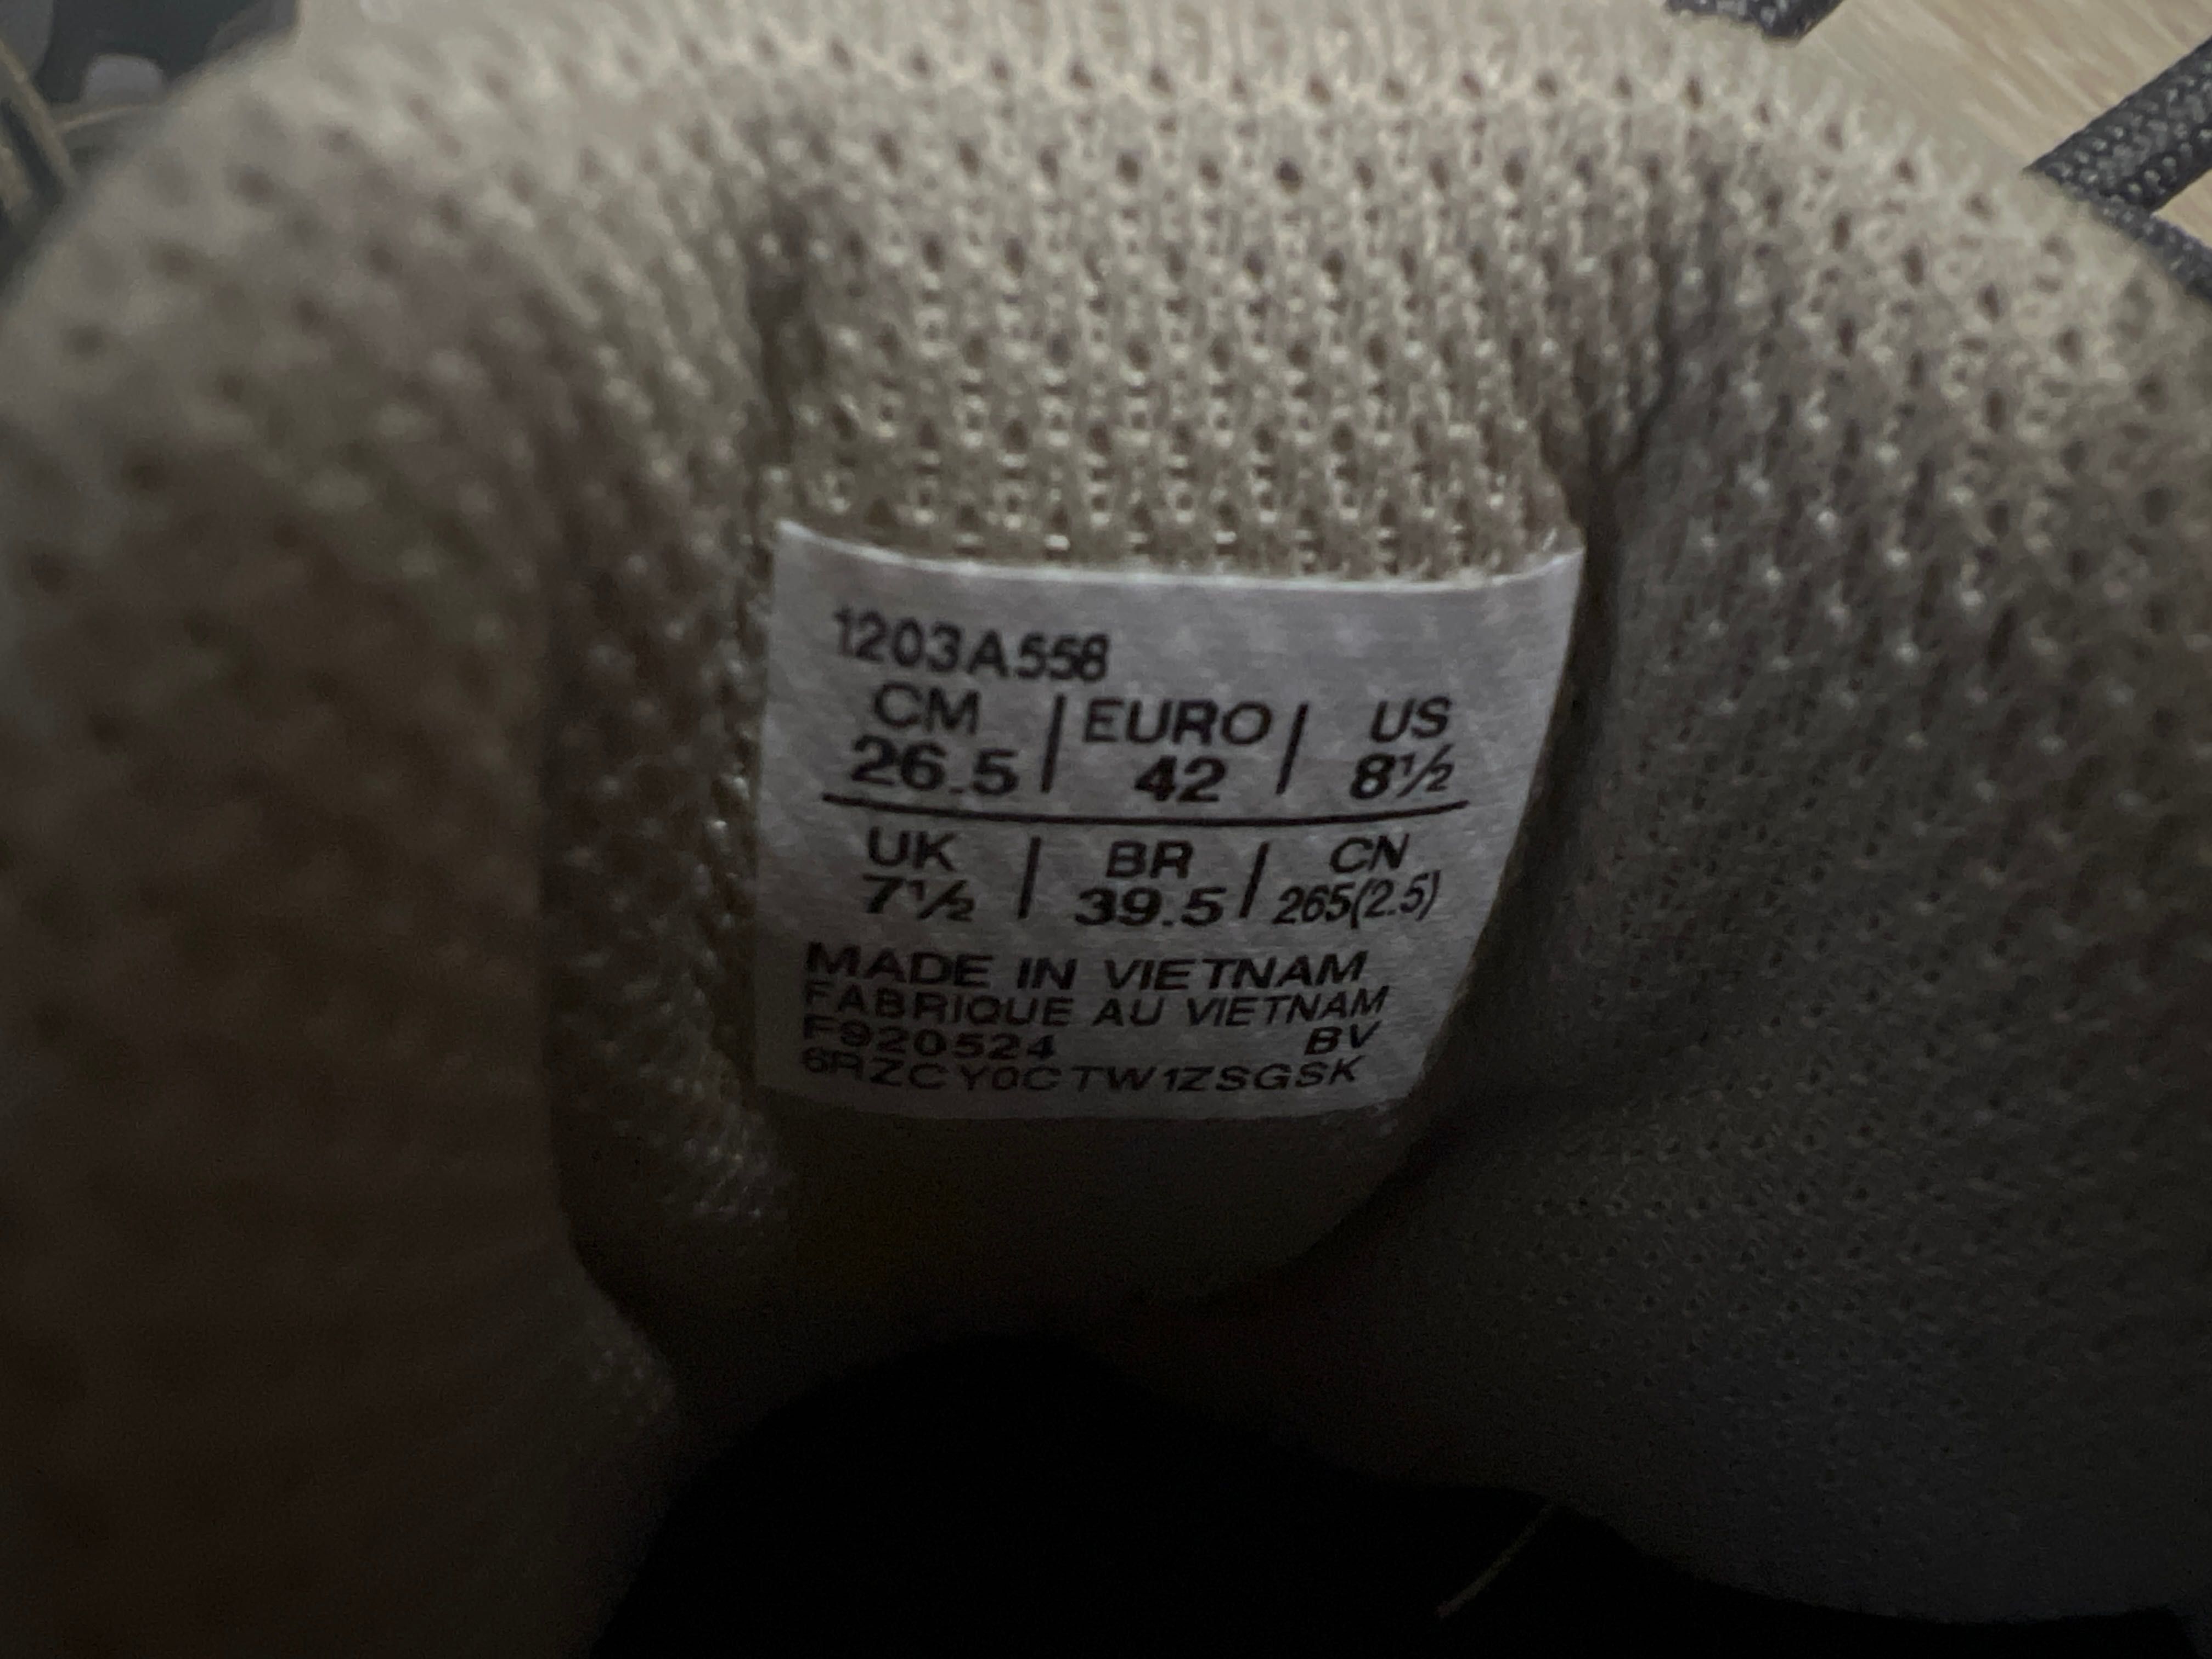 1203A558
CM | EURO | US
26.5 | 42 | 8½
UK | BR | CN
7½ | 39.5 | 265(2.5)
MADE IN VIETNAM
FABRIQUE AU VIETNAM
F920524 BV
6RZCY0CTW1ZSGSK